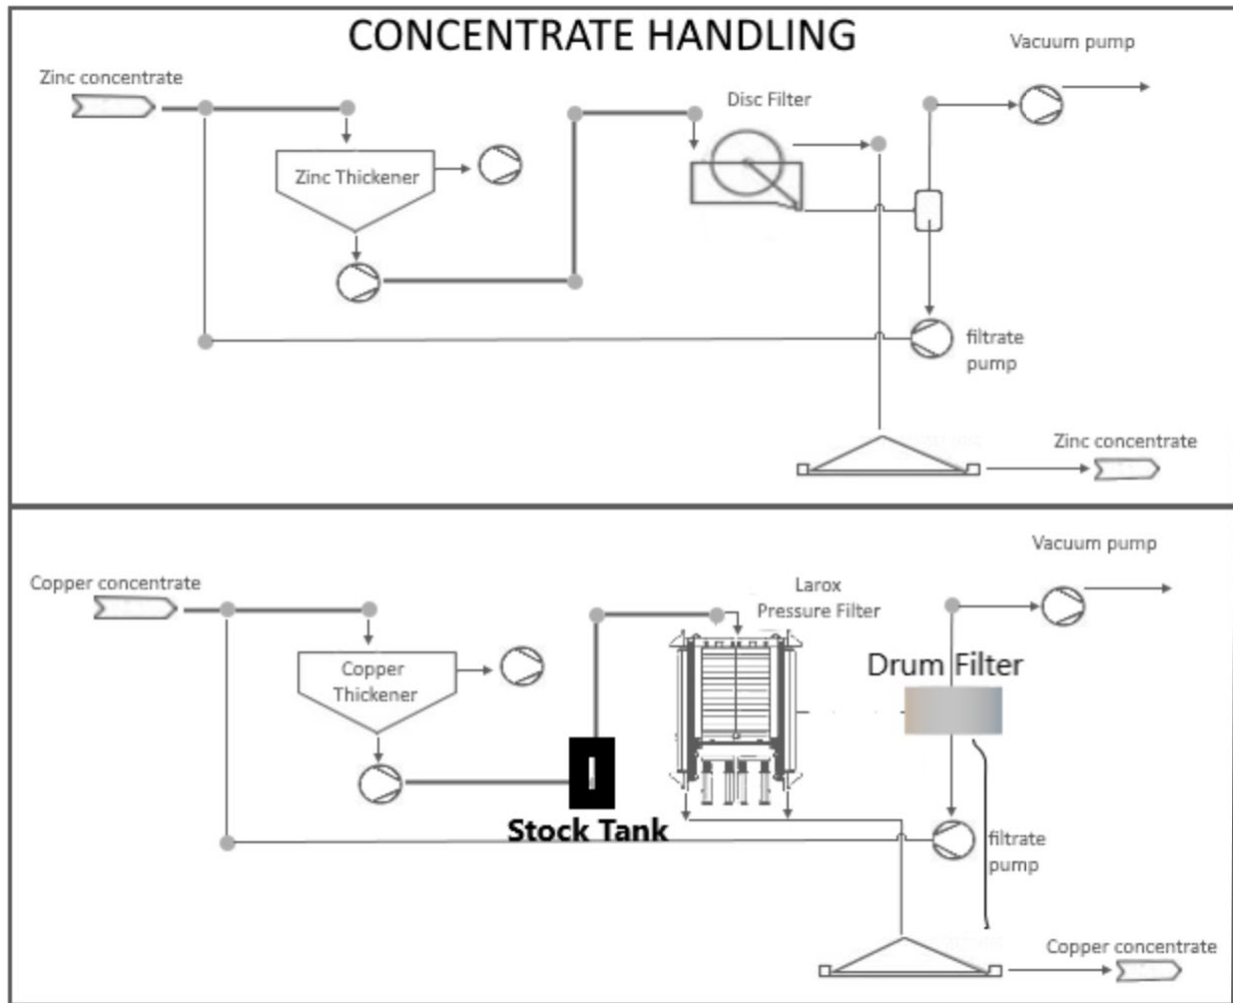 CONCENTRATE HANDLING
Vacuum pump
Zinc concentrate
Disc Filter
Zinc Thickener
filtrate
pump
Zinc concentrate
Vacuum pump
Copper concentrate
Larox
Pressure Filter
Drum Filter
Copper
Thickener
Stock Tank
filtrate
pump
Copper concentrate